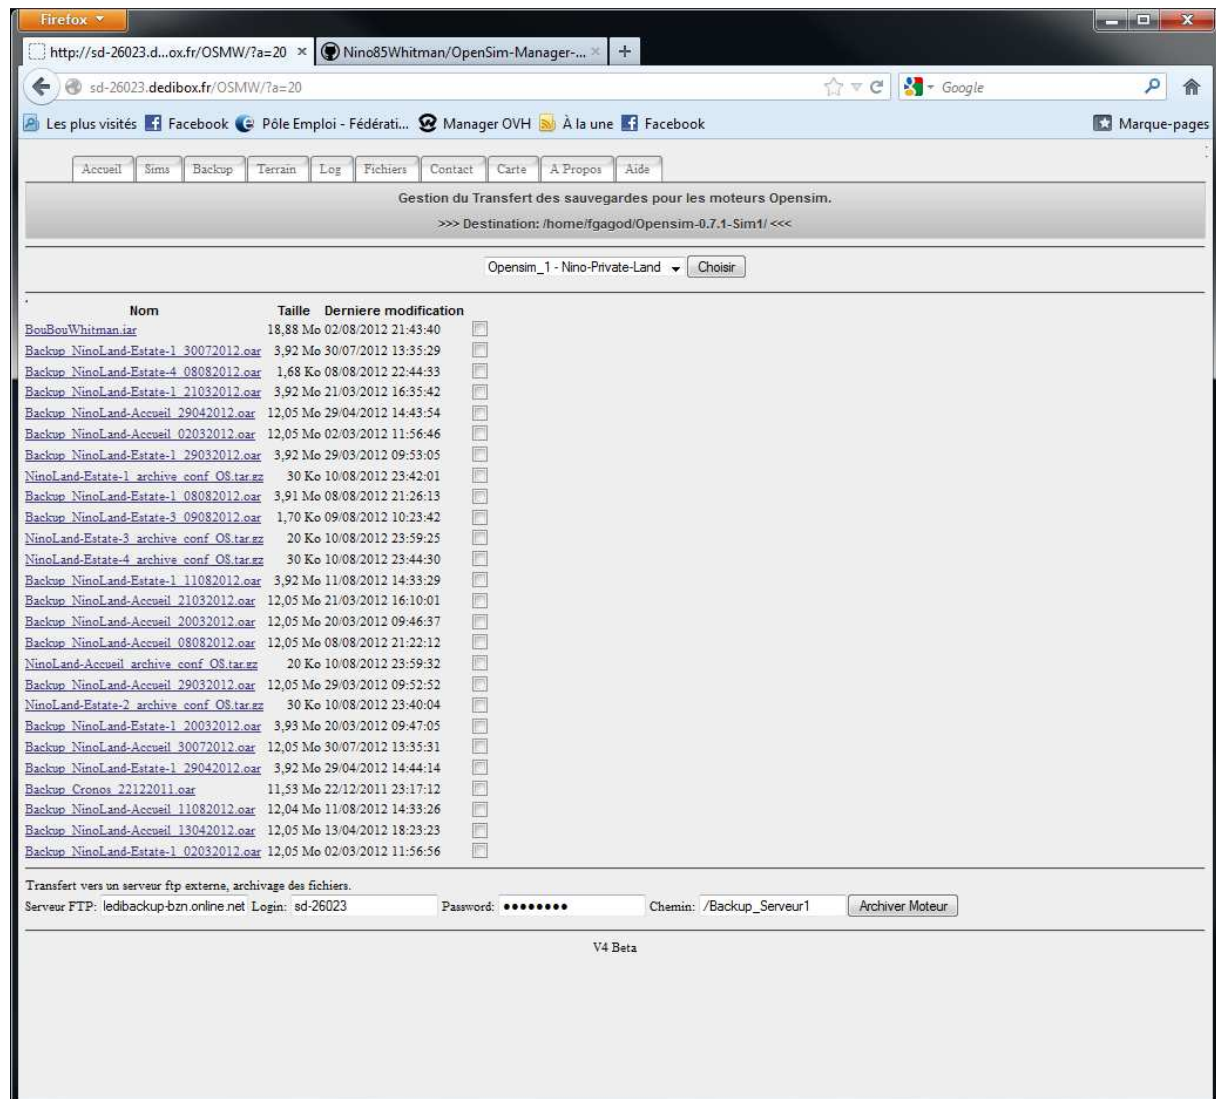 Firefox
http://sd-26023.d...ox.fr/OSMW/?a=20 × Nino85Whitman/OpenSim-Manager-... × +
sd-26023.dedibox.fr/OSMW/?a=20 Google
Les plus visités Facebook Pôle Emploi - Fédérati... Manager OVH À la une Facebook Marque-pages
Accueil Sims Backup Terrain Log Fichiers Contact Carte A Propos Aide
Gestion du Transfert des sauvegardes pour les moteurs Opensim.
>>> Destination: /home/fgagod/Opensim-0.7.1-Sim1/ <<<
Opensim_1 - Nino-Private-Land Choisir
Nom Taille Derniere modification
BouBouWhitman.iar 18,88 Mo 02/08/2012 21:43:40
Backup_NinoLand-Estate-1_30072012.oar 3,92 Mo 30/07/2012 13:35:29
Backup_NinoLand-Estate-4_08082012.oar 1,68 Ko 08/08/2012 22:44:33
Backup_NinoLand-Estate-1_21032012.oar 3,92 Mo 21/03/2012 16:35:42
Backup_NinoLand-Accueil_29042012.oar 12,05 Mo 29/04/2012 14:43:54
Backup_NinoLand-Accueil_02032012.oar 12,05 Mo 02/03/2012 11:56:46
Backup_NinoLand-Estate-1_29032012.oar 3,92 Mo 29/03/2012 09:53:05
NinoLand-Estate-1_archive_conf_OS.tar.gz 30 Ko 10/08/2012 23:42:01
Backup_NinoLand-Estate-1_08082012.oar 3,91 Mo 08/08/2012 21:26:13
Backup_NinoLand-Estate-3_09082012.oar 1,70 Ko 09/08/2012 10:23:42
NinoLand-Estate-3_archive_conf_OS.tar.gz 20 Ko 10/08/2012 23:59:25
NinoLand-Estate-4_archive_conf_OS.tar.gz 30 Ko 10/08/2012 23:44:30
Backup_NinoLand-Estate-1_11082012.oar 3,92 Mo 11/08/2012 14:33:29
Backup_NinoLand-Accueil_21032012.oar 12,05 Mo 21/03/2012 16:10:01
Backup_NinoLand-Accueil_20032012.oar 12,05 Mo 20/03/2012 09:46:37
Backup_NinoLand-Accueil_08082012.oar 12,05 Mo 08/08/2012 21:22:12
NinoLand-Accueil_archive_conf_OS.tar.gz 20 Ko 10/08/2012 23:59:32
Backup_NinoLand-Accueil_29032012.oar 12,05 Mo 29/03/2012 09:52:52
NinoLand-Estate-2_archive_conf_OS.tar.gz 30 Ko 10/08/2012 23:40:04
Backup_NinoLand-Estate-1_20032012.oar 3,93 Mo 20/03/2012 09:47:05
Backup_NinoLand-Accueil_30072012.oar 12,05 Mo 30/07/2012 13:35:31
Backup_NinoLand-Estate-1_29042012.oar 3,92 Mo 29/04/2012 14:44:14
Backup_Cronos_22122011.oar 11,53 Mo 22/12/2011 23:17:12
Backup_NinoLand-Accueil_11082012.oar 12,04 Mo 11/08/2012 14:33:26
Backup_NinoLand-Accueil_13042012.oar 12,05 Mo 13/04/2012 18:23:23
Backup_NinoLand-Estate-1_02032012.oar 12,05 Mo 02/03/2012 11:56:56
Transfert vers un serveur ftp externe, archivage des fichiers.
Serveur FTP: ledibackup-bzn.online.net Login: sd-26023 Password: ●●●●●●●● Chemin: /Backup_Serveur1 Archiver Moteur
V4 Beta